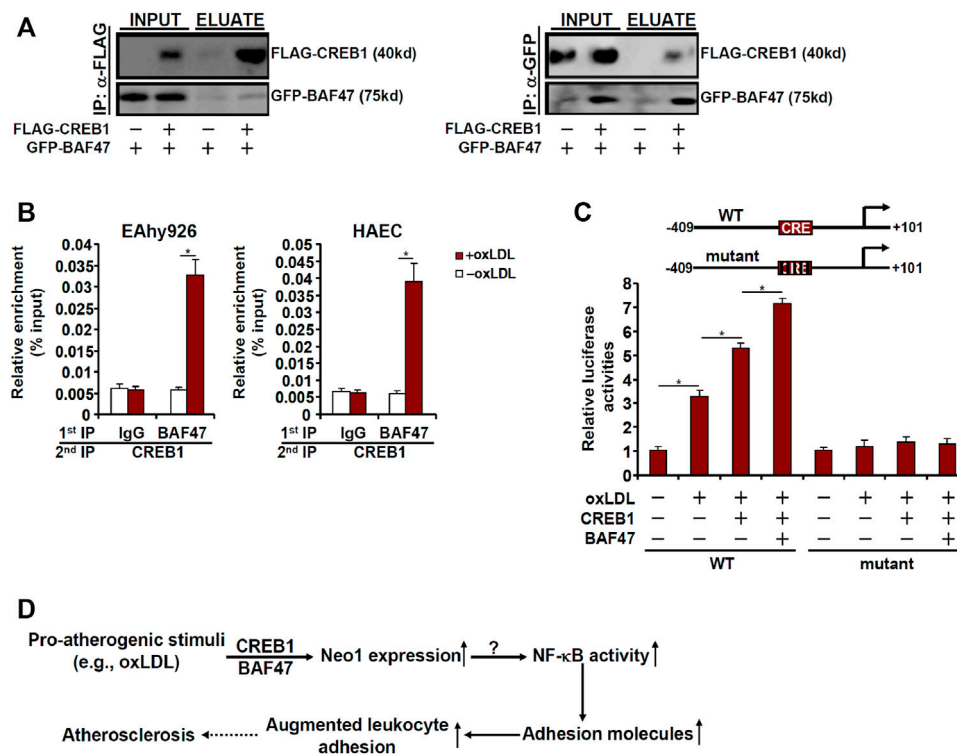 A
INPUT ELUATE
IP: α-FLAG
FLAG-CREB1 (40kd)
GFP-BAF47 (75kd)
FLAG-CREB1 − + − +
GFP-BAF47 + + + +
INPUT ELUATE
IP: α-GFP
FLAG-CREB1 (40kd)
GFP-BAF47 (75kd)
FLAG-CREB1 − + − +
GFP-BAF47 + + + +
B
EAhy926
Relative enrichment
(% input)
0.04
0.035
0.03
0.025
0.02
0.015
0.01
0.005
0
*
1st IP IgG BAF47
2nd IP CREB1
HAEC
Relative enrichment
(% input)
0.05
0.045
0.04
0.035
0.03
0.025
0.02
0.015
0.01
0.005
0
*
+oxLDL
−oxLDL
1st IP IgG BAF47
2nd IP CREB1
C
WT
-409 CRE +101
mutant
-409 CRE +101
Relative luciferase
activities
8
7
6
5
4
3
2
1
0
* * *
oxLDL − + + + − + + +
CREB1 − − + + − − + +
BAF47 − − − + − − − +
WT mutant
D
Pro-atherogenic stimuli
(e.g., oxLDL)
CREB1
BAF47
Neo1 expression
?
NF-κB activity
Adhesion molecules
Augmented leukocyte
adhesion
Atherosclerosis